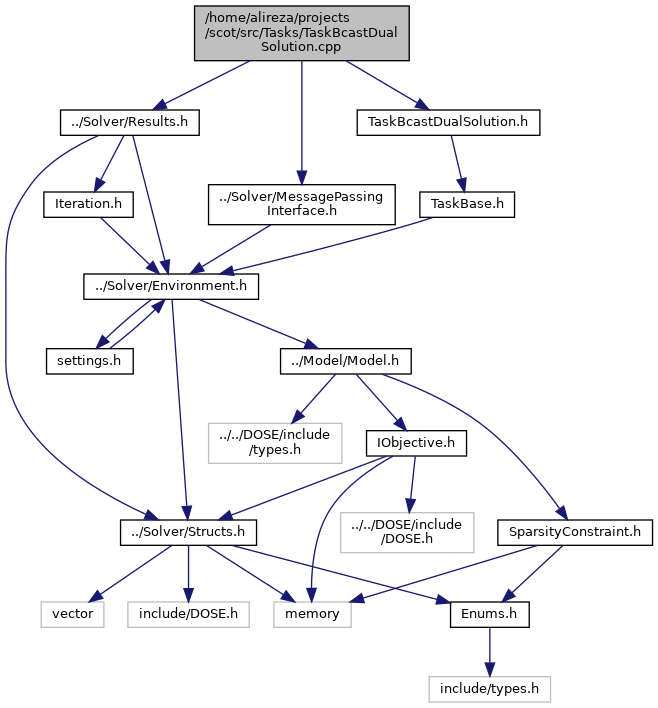 /home/alireza/projects
/scot/src/Tasks/TaskBcastDual
Solution.cpp
../Solver/Results.h
TaskBcastDualSolution.h
Iteration.h
../Solver/MessagePassing
Interface.h
TaskBase.h
../Solver/Environment.h
settings.h
../Model/Model.h
../../DOSE/include
/types.h
IObjective.h
../Solver/Structs.h
../../DOSE/include
/DOSE.h
SparsityConstraint.h
vector
include/DOSE.h
memory
Enums.h
include/types.h